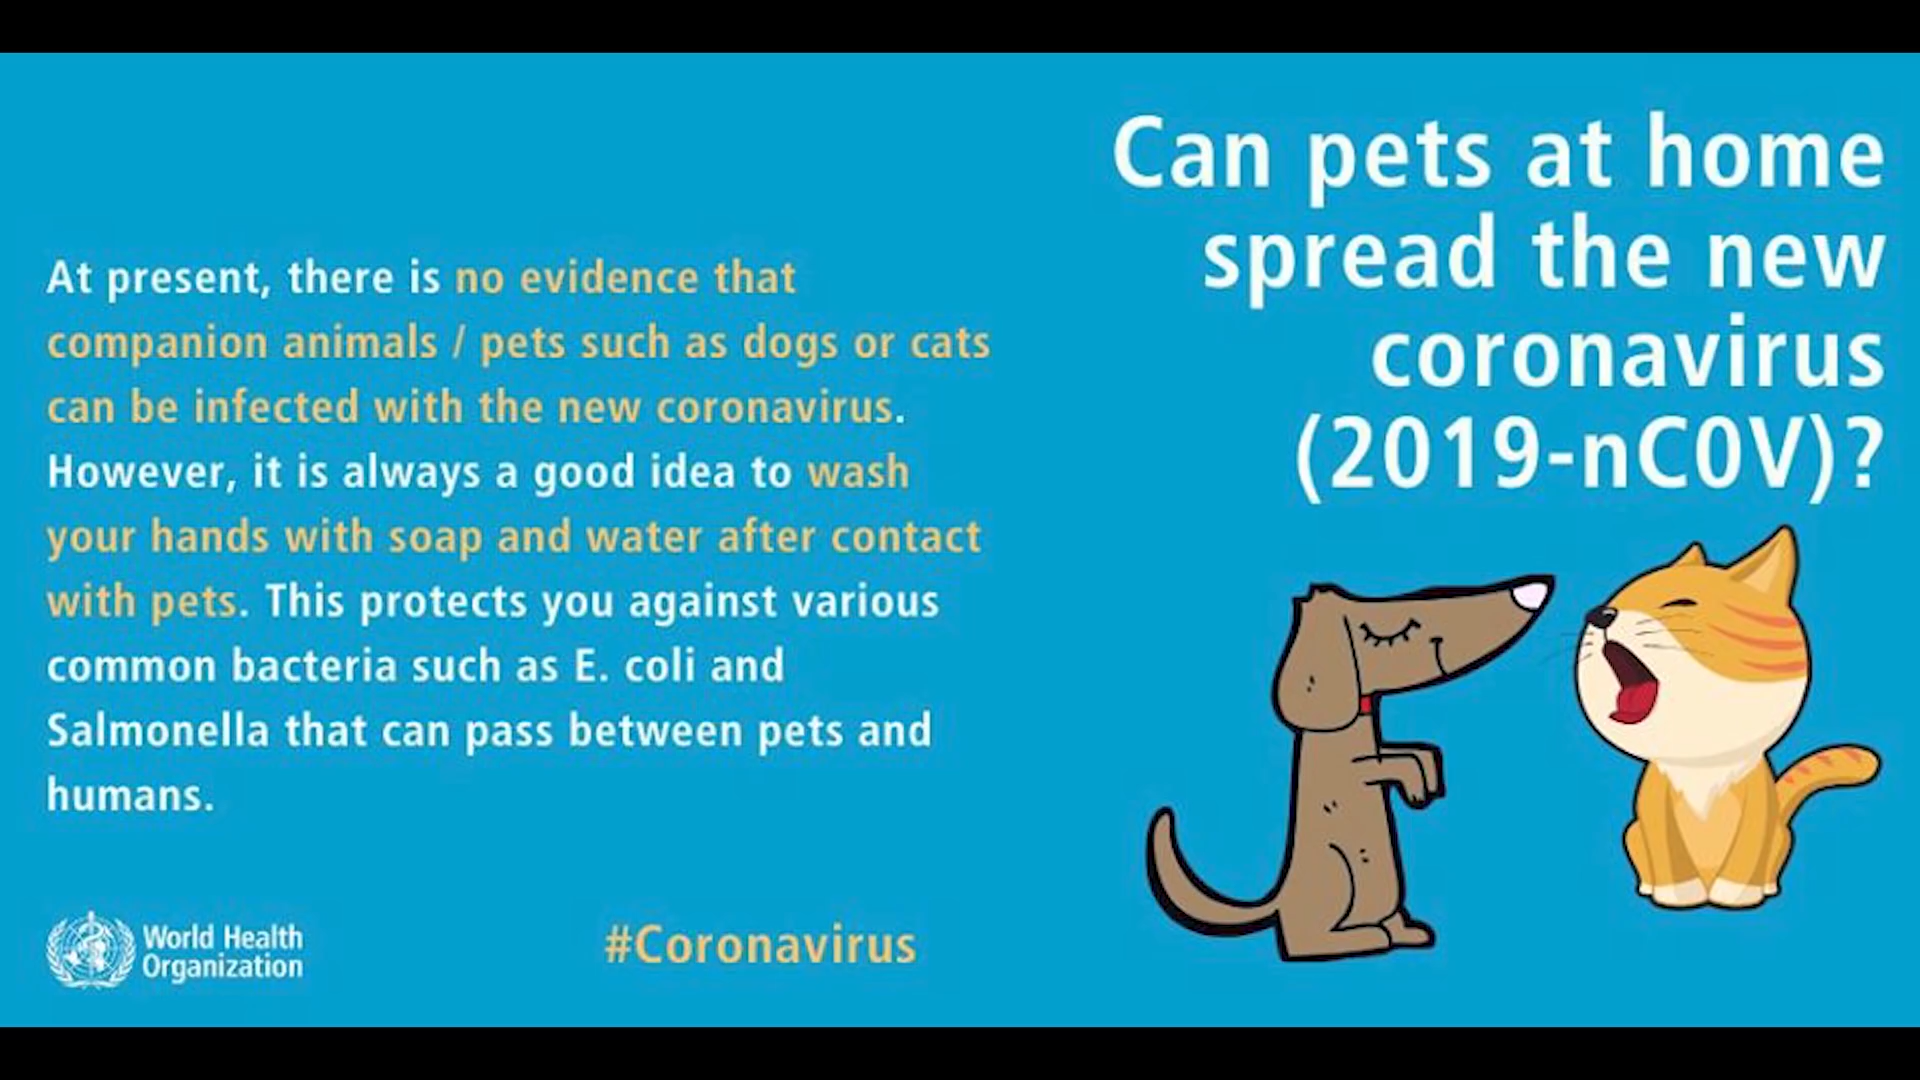 Can pets at home
spread the new
coronavirus
(2019-nC0V)?
At present, there is no evidence that
companion animals / pets such as dogs or cats
can be infected with the new coronavirus.
However, it is always a good idea to wash
your hands with soap and water after contact
with pets. This protects you against various
common bacteria such as E. coli and
Salmonella that can pass between pets and
humans.
World Health
Organization
#Coronavirus